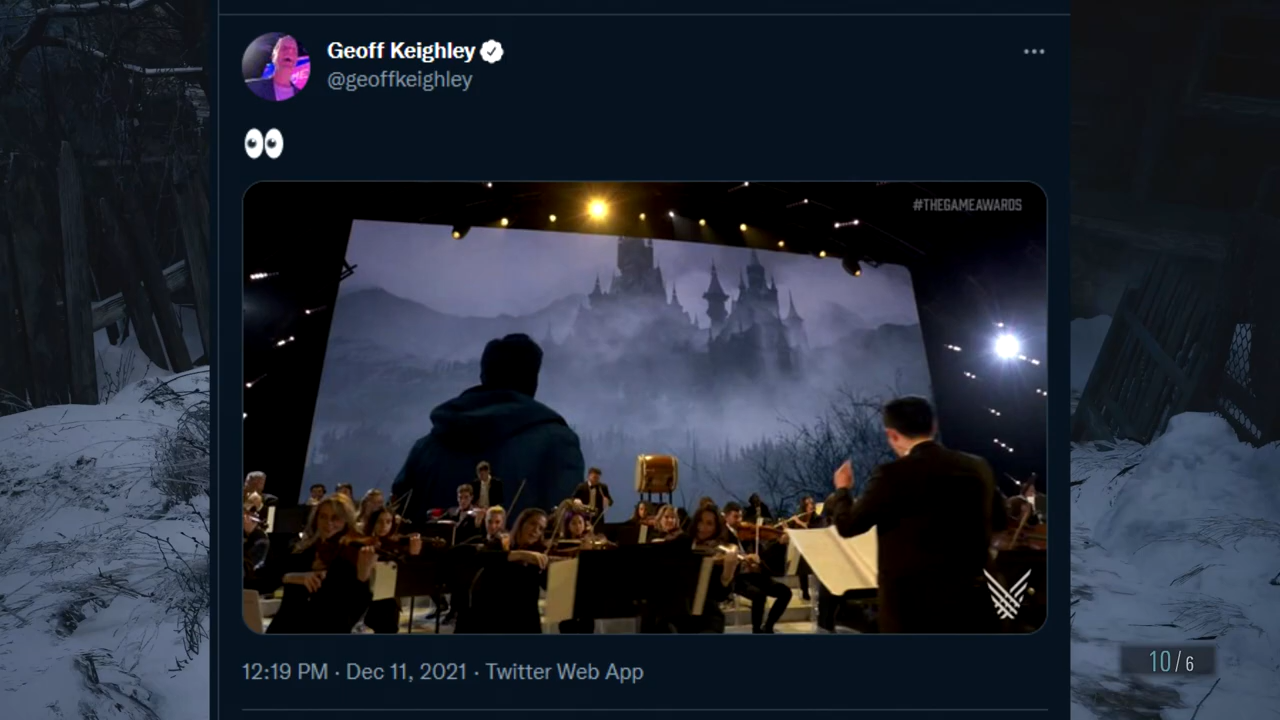 Geoff Keighley
@geoffkeighley
👀
#THEGAMEAWARDS
12:19 PM · Dec 11, 2021 · Twitter Web App
10/6